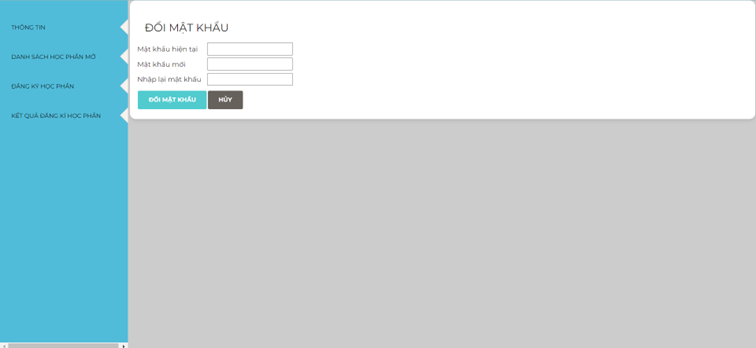 THÔNG TIN
DANH SÁCH HỌC PHẦN MỞ
ĐĂNG KÝ HỌC PHẦN
KẾT QUẢ ĐĂNG KÍ HỌC PHẦN
ĐỔI MẬT KHẨU
Mật khẩu hiện tại
Mật khẩu mới
Nhập lại mật khẩu
ĐỔI MẬT KHẨU HỦY